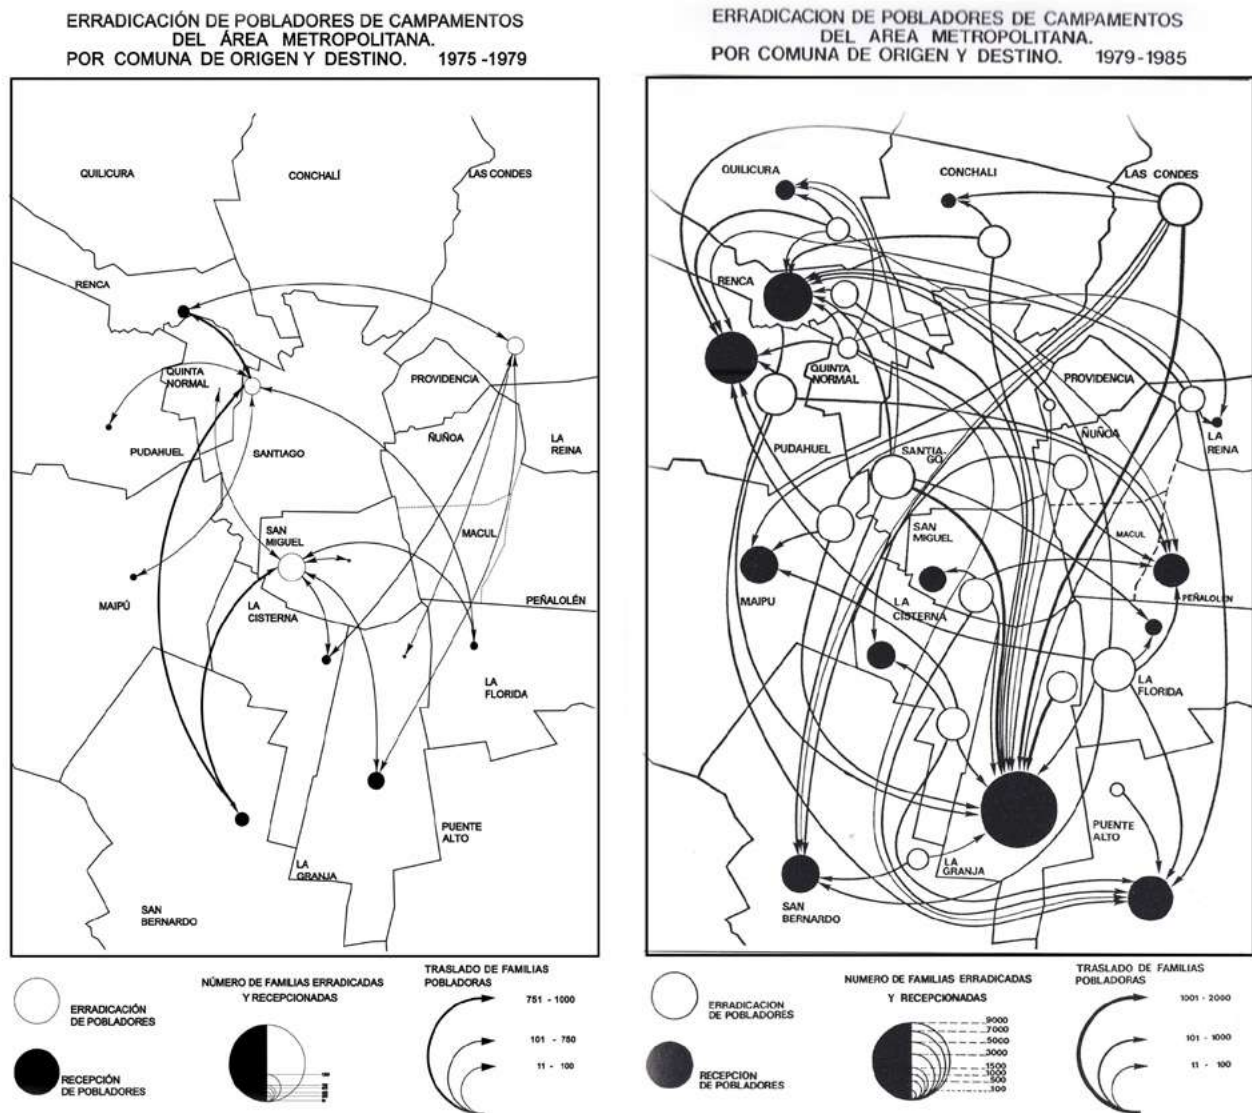 ERRADICACIÓN DE POBLADORES DE CAMPAMENTOS
DEL ÁREA METROPOLITANA.
POR COMUNA DE ORIGEN Y DESTINO. 1975-1979
QUILICURA
CONCHALÍ
LAS CONDES
RENCA
QUINTA
NORMAL
PROVIDENCIA
PUDAHUEL
SANTIAGO
ÑUÑOA
LA
REINA
SAN
MIGUEL
MACUL
MAIPÚ
LA
CISTERNA
PEÑALOLÉN
LA
FLORIDA
PUENTE
ALTO
LA
GRANJA
SAN
BERNARDO
ERRADICACIÓN
DE POBLADORES
RECEPCIÓN
DE POBLADORES
NÚMERO DE FAMILIAS ERRADICADAS
Y RECEPCIONADAS
TRASLADO DE FAMILIAS
POBLADORAS
751 - 1000
101 - 750
11 - 100
ERRADICACION DE POBLADORES DE CAMPAMENTOS
DEL AREA METROPOLITANA.
POR COMUNA DE ORIGEN Y DESTINO. 1979-1985
QUILICURA
CONCHALI
LAS CONDES
RENCA
QUINTA
NORMAL
PROVIDENCIA
PUDAHUEL
SANTIA-
GO
ÑUÑOA
LA
REINA
SAN
MIGUEL
MACUL
MAIPU
LA
CISTERNA
PEÑALOLEN
LA
FLORIDA
PUENTE
ALTO
LA
GRANJA
SAN
BERNARDO
ERRADICACION
DE POBLADORES
RECEPCION
DE POBLADORES
NUMERO DE FAMILIAS ERRADICADAS
Y RECEPCIONADAS
9000
7000
5000
3000
1500
1000
500
100
TRASLADO DE FAMILIAS
POBLADORAS
1001 - 2000
101 - 1000
11 - 100